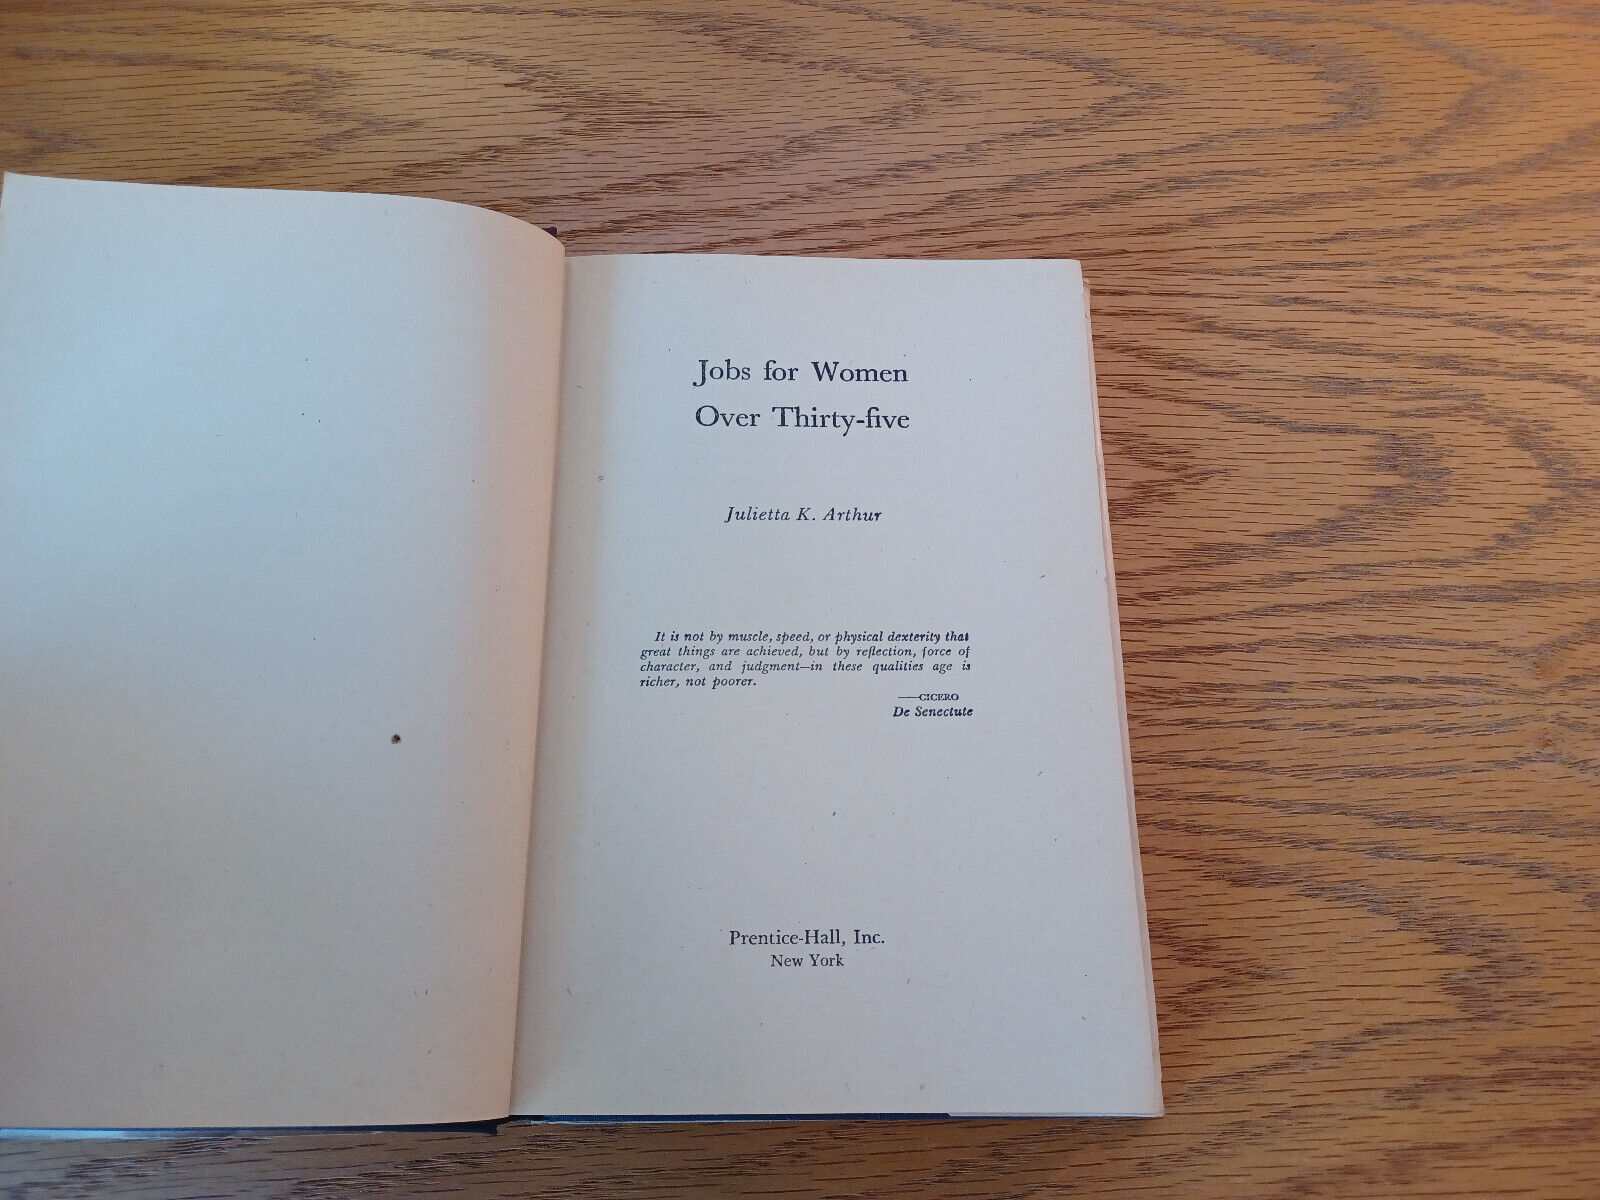 Jobs for Women
Over Thirty-five
Julietta K. Arthur
It is not by muscle, speed, or physical dexterity that
great things are achieved, but by reflection, force of
character, and judgment—in these qualities age is
richer, not poorer.
—CICERO
De Senectute
Prentice-Hall, Inc.
New York